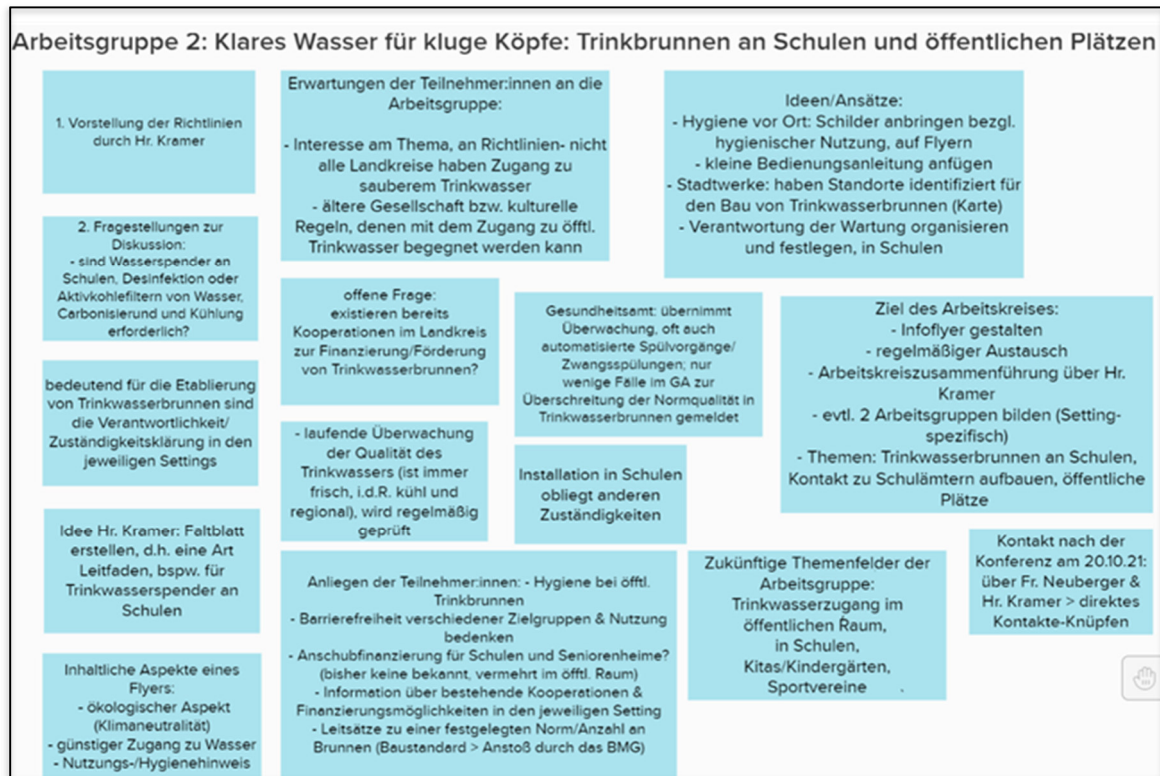 Arbeitsgruppe 2: Klares Wasser für kluge Köpfe: Trinkbrunnen an Schulen und öffentlichen Plätzen
1. Vorstellung der Richtlinien
durch Hr. Kramer
2. Fragestellungen zur
Diskussion:
- sind Wasserspender an
Schulen, Desinfektion oder
Aktivkohlefiltern von Wasser,
Carbonisierund und Kühlung
erforderlich?
bedeutend für die Etablierung
von Trinkwasserbrunnen sind
die Verantwortlichkeit/
Zuständigkeitsklärung in den
jeweiligen Settings
Idee Hr. Kramer: Faltblatt
erstellen, d.h. eine Art
Leitfaden, bspw. für
Trinkwasserspender an
Schulen
Inhaltliche Aspekte eines
Flyers:
- ökologischer Aspekt
(Klimaneutralität)
- günstiger Zugang zu Wasser
- Nutzungs-/Hygienehinweis
Erwartungen der Teilnehmer:innen an die
Arbeitsgruppe:
- Interesse am Thema, an Richtlinien- nicht
alle Landkreise haben Zugang zu
sauberem Trinkwasser
- ältere Gesellschaft bzw. kulturelle
Regeln, denen mit dem Zugang zu öfftl.
Trinkwasser begegnet werden kann
offene Frage:
existieren bereits
Kooperationen im Landkreis
zur Finanzierung/Förderung
von Trinkwasserbrunnen?
- laufende Überwachung
der Qualität des
Trinkwassers (ist immer
frisch, i.d.R. kühl und
regional), wird regelmäßig
geprüft
Anliegen der Teilnehmer:innen: - Hygiene bei öfftl.
Trinkbrunnen
- Barrierefreiheit verschiedener Zielgruppen & Nutzung
bedenken
- Anschubfinanzierung für Schulen und Seniorenheime?
(bisher keine bekannt, vermehrt im öfftl. Raum)
- Information über bestehende Kooperationen &
Finanzierungsmöglichkeiten in den jeweiligen Setting
- Leitsätze zu einer festgelegten Norm/Anzahl an
Brunnen (Baustandard > Anstoß durch das BMG)
Ideen/Ansätze:
- Hygiene vor Ort: Schilder anbringen bezgl.
hygienischer Nutzung, auf Flyern
- kleine Bedienungsanleitung anfügen
- Stadtwerke: haben Standorte identifiziert für
den Bau von Trinkwasserbrunnen (Karte)
- Verantwortung der Wartung organisieren
und festlegen, in Schulen
Gesundheitsamt: übernimmt
Überwachung, oft auch
automatisierte Spülvorgänge/
Zwangsspülungen; nur
wenige Fälle im GA zur
Überschreitung der Normqualität in
Trinkwasserbrunnen gemeldet
Installation in Schulen
obliegt anderen
Zuständigkeiten
Ziel des Arbeitskreises:
- Infoflyer gestalten
- regelmäßiger Austausch
- Arbeitskreiszusammenführung über Hr.
Kramer
- evtl. 2 Arbeitsgruppen bilden (Setting-
spezifisch)
- Themen: Trinkwasserbrunnen an Schulen,
Kontakt zu Schulämtern aufbauen, öffentliche
Plätze
Zukünftige Themenfelder der
Arbeitsgruppe:
Trinkwasserzugang im
öffentlichen Raum,
in Schulen,
Kitas/Kindergärten,
Sportvereine
Kontakt nach der
Konferenz am 20.10.21:
über Fr. Neuberger &
Hr. Kramer > direktes
Kontakte-Knüpfen